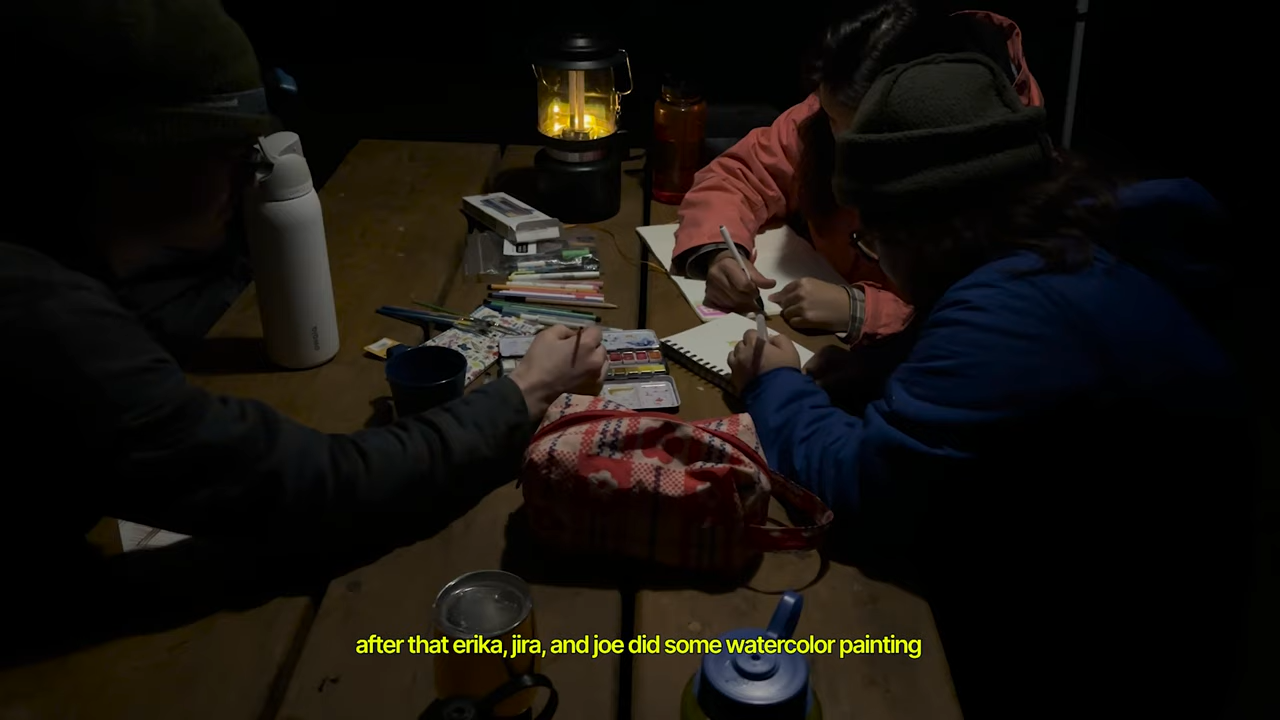 after that erika, jira, and joe did some watercolor painting